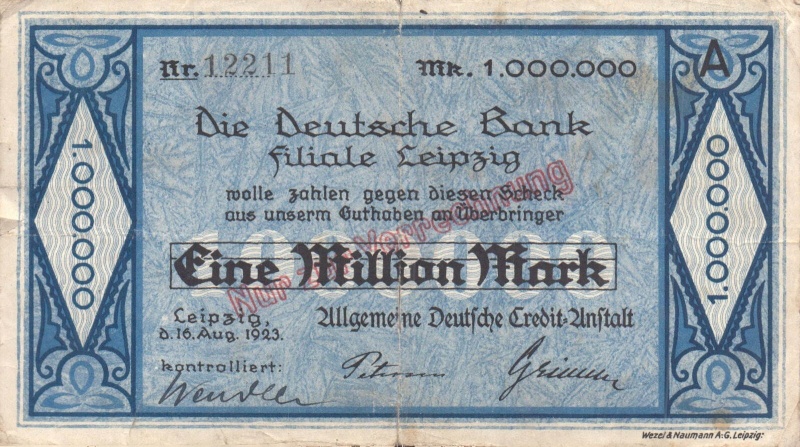 Nr. 12211
Mk. 1.000.000
A
Die Deutsche Bank
Filiale Leipzig
wolle zahlen gegen diesen Scheck
aus unserm Guthaben an Überbringer
Nur zur Verrechnung
Eine Million Mark
1.000.000
1.000.000
Leipzig,
d. 16. Aug. 1923.
Allgemeine Deutsche Credit-Anstalt
kontrolliert:
Wendler
Petersen
Wezel & Naumann A.-G. Leipzig.